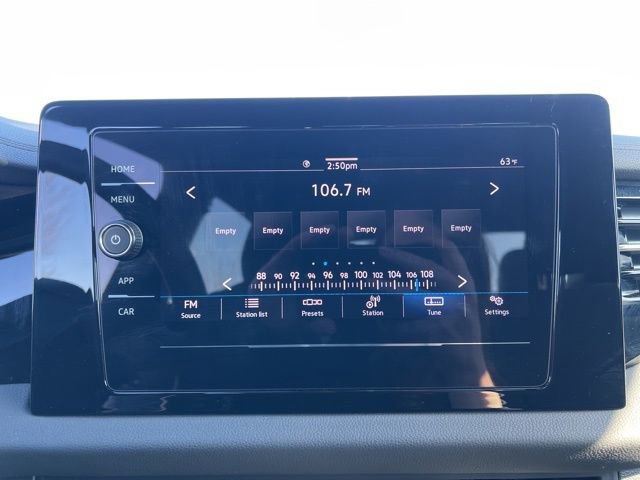 HOME
2:50pm
63°F
MENU
106.7 FM
Empty Empty Empty Empty Empty Empty
88 90 92 94 96 98 100 102 104 106 108
APP
FM
Source
Station list
Presets
Station
Tune
Settings
CAR